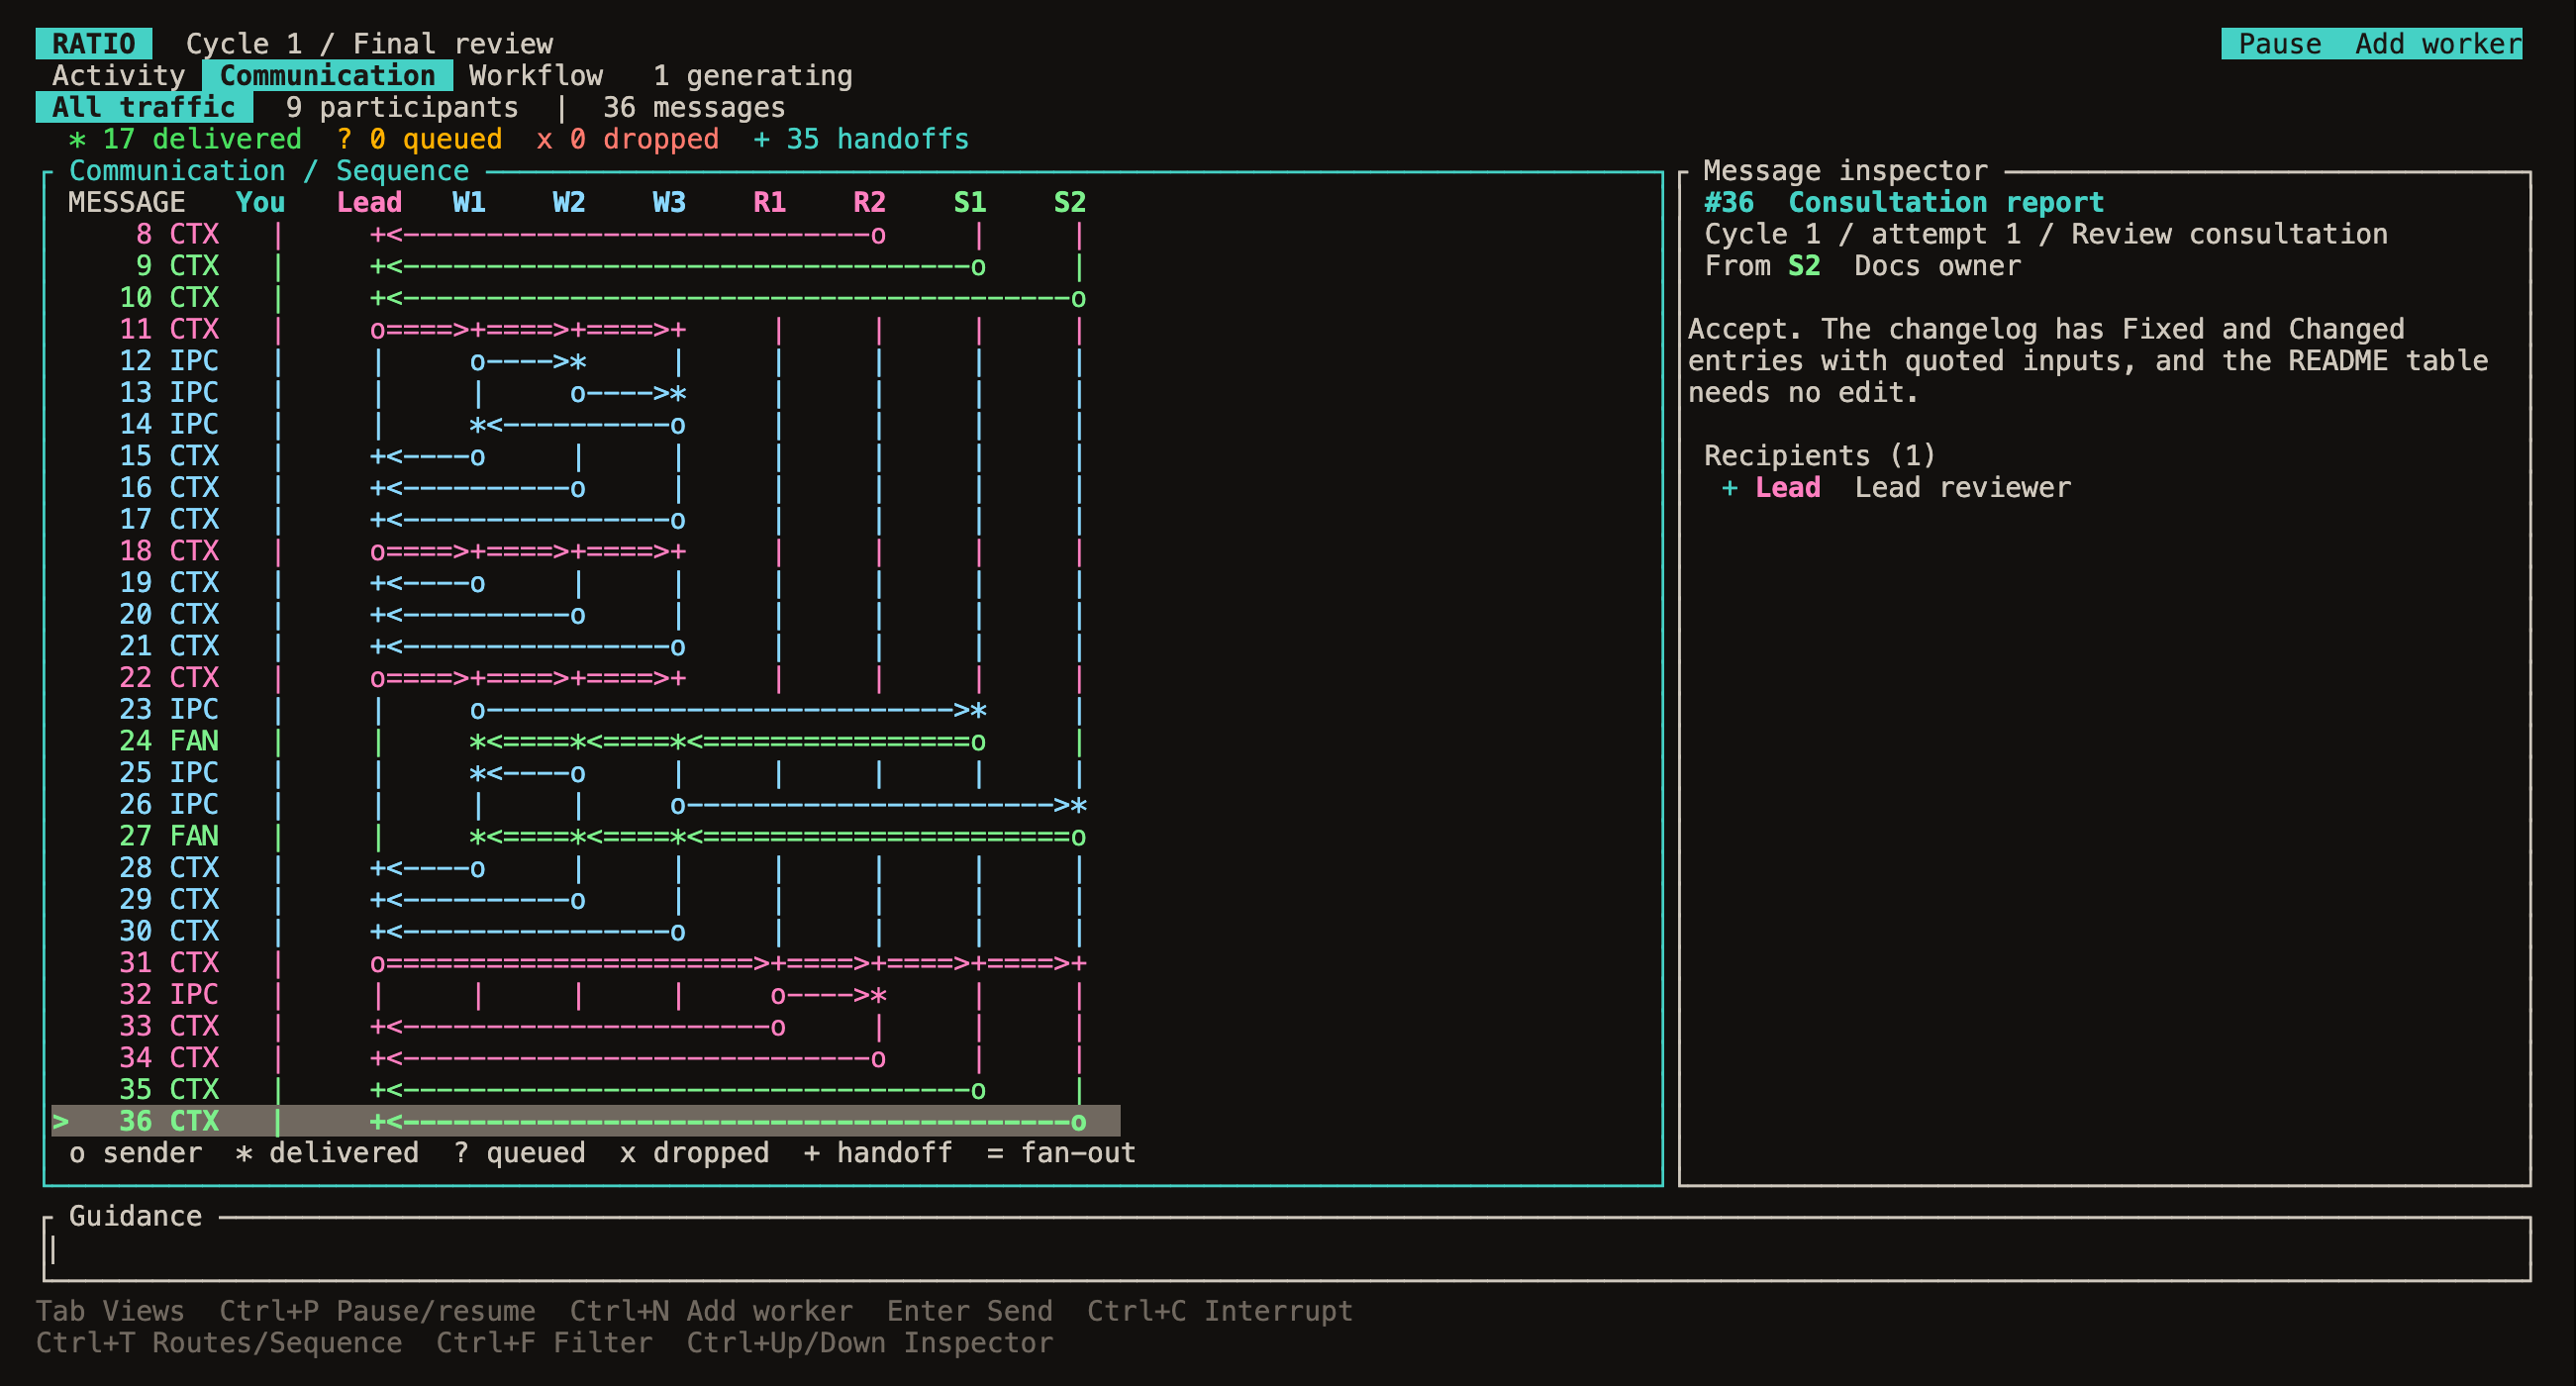 RATIO Cycle 1 / Final review Pause Add worker
Activity Communication Workflow 1 generating
All traffic 9 participants | 36 messages
* 17 delivered ? 0 queued x 0 dropped + 35 handoffs
Communication / Sequence
MESSAGE You Lead W1 W2 W3 R1 R2 S1 S2
8 CTX | +<----------------------------o | |
9 CTX | +<----------------------------------o |
10 CTX | +<----------------------------------------o
11 CTX | o====>+====>+====>+ | | | |
12 IPC | | o---->* | | | | |
13 IPC | | | o---->* | | | |
14 IPC | | *<----------o | | | |
15 CTX | +<----o | | | | | |
16 CTX | +<----------o | | | | |
17 CTX | +<----------------o | | | |
18 CTX | o====>+====>+====>+ | | | |
19 CTX | +<----o | | | | | |
20 CTX | +<----------o | | | | |
21 CTX | +<----------------o | | | |
22 CTX | o====>+====>+====>+ | | | |
23 IPC | | o---------------------------->* |
24 FAN | | *<====*<====*<================o |
25 IPC | | *<----o | | | | |
26 IPC | | | | o---------------------->*
27 FAN | | *<====*<====*<======================o
28 CTX | +<----o | | | | | |
29 CTX | +<----------o | | | | |
30 CTX | +<----------------o | | | |
31 CTX | o======================>+====>+====>+====>+
32 IPC | | | | | o---->* | |
33 CTX | +<----------------------o | | |
34 CTX | +<----------------------------o | |
35 CTX | +<----------------------------------o |
> 36 CTX | +<----------------------------------------o
o sender * delivered ? queued x dropped + handoff = fan-out
Message inspector
#36 Consultation report
Cycle 1 / attempt 1 / Review consultation
From S2 Docs owner
Accept. The changelog has Fixed and Changed
entries with quoted inputs, and the README table
needs no edit.
Recipients (1)
+ Lead Lead reviewer
Guidance
Tab Views Ctrl+P Pause/resume Ctrl+N Add worker Enter Send Ctrl+C Interrupt
Ctrl+T Routes/Sequence Ctrl+F Filter Ctrl+Up/Down Inspector